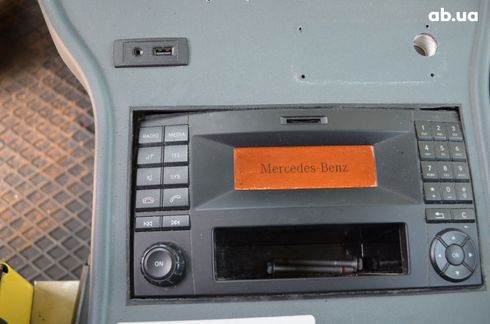 ab.ua
RADIO MEDIA
TEL
SYS
ON
Mercedes-Benz
1 2 3
4 5 6
7 8 9
* 0 #
C
OK